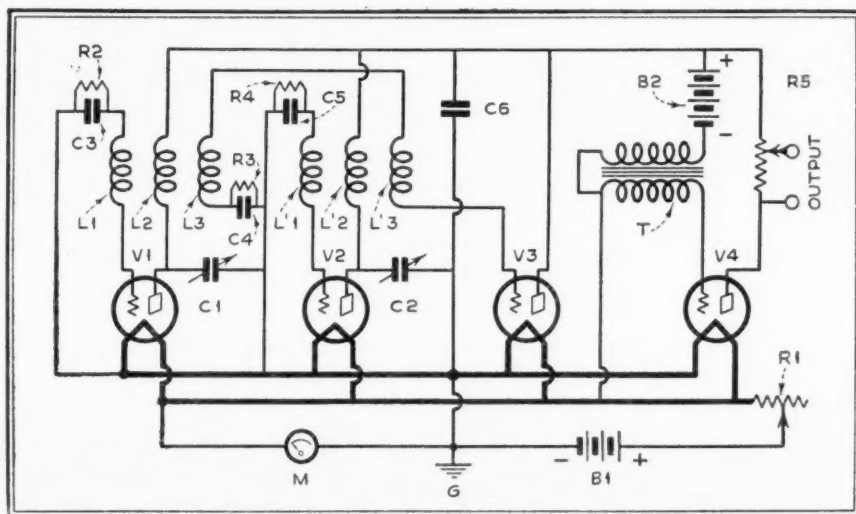 R2
R4
C5
C6
B2
+
R5
C3
R3
-
OUTPUT
L1
L2
L3
C4
L'1
L'2
L'3
T
V1
V2
V3
V4
C1
C2
R1
M
G
-
B1
+